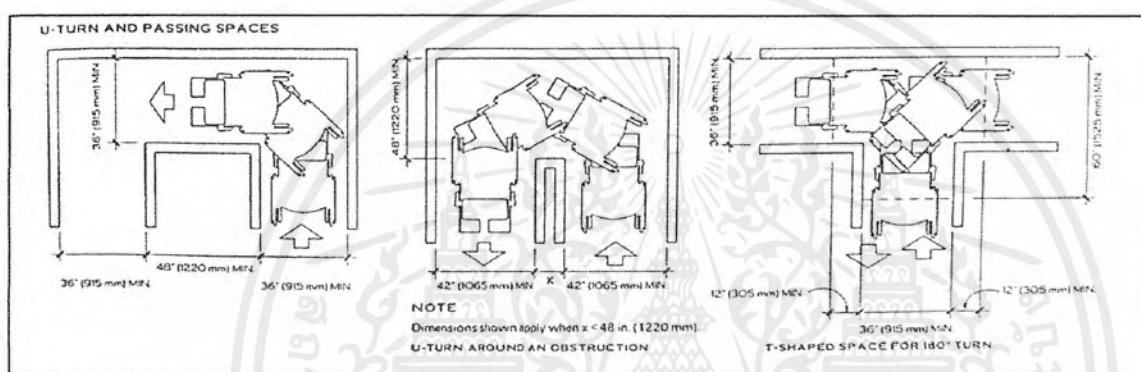 U-TURN AND PASSING SPACES
36" (915 mm) MIN.
36" (915 mm) MIN.
48" (1220 mm) MIN.
36" (915 mm) MIN.
48" (1220 mm) MIN.
42" (1065 mm) MIN
X
42" (1065 mm) MIN
NOTE
Dimensions shown apply when x < 48 in. (1220 mm).
U-TURN AROUND AN OBSTRUCTION
36" (915 mm) MIN.
60" (1525 mm) MIN.
12" (305 mm) MIN.
12" (305 mm) MIN.
36" (915 mm) MIN.
T-SHAPED SPACE FOR 180° TURN